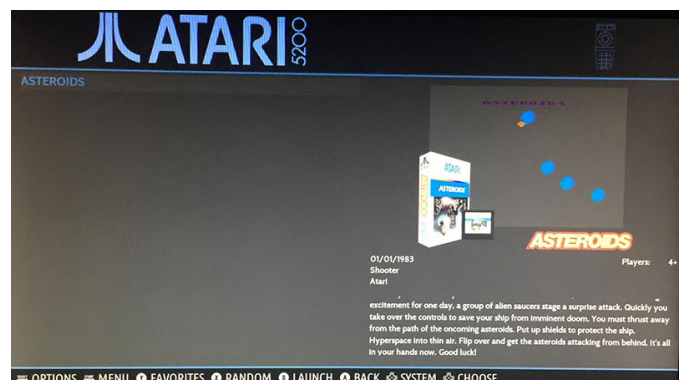 ATARI 5200
ASTEROIDS
ASTEROIDS
ATARI
ASTEROIDS
ASTEROIDS
01/01/1983
Players: 4+
Shooter
Atari
excitement for one day, a group of alien saucers stage a surprise attack. Quickly you
take over the controls to save your ship from imminent doom. You must thrust away
from the path of the oncoming asteroids. Put up shields to protect the ship.
Hyperspace into thin air. Flip over and get the asteroids attacking from behind. It's all
in your hands now. Good luck!
OPTIONS MENU Y FAVORITES X RANDOM B LAUNCH A BACK SYSTEM CHOOSE